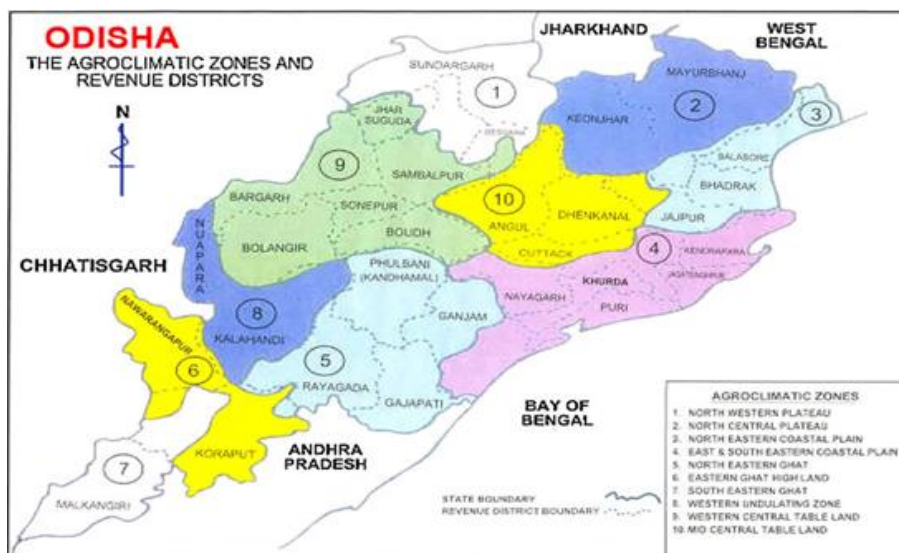 ODISHA
THE AGROCLIMATIC ZONES AND
REVENUE DISTRICTS
N
JHARKHAND
WEST
BENGAL
SUNDARGARH
1
MAYURBHANJ
2
KEONJHAR
3
JHAR
SUGUDA
BALASORE
BHADRAK
9
SAMBALPUR
BARGARH
SONEPUR
10
ANGUL
DHENKANAL
JAJPUR
NUAPARA
BOLANGIR
BOUDH
CUTTACK
4
KENDRAPARA
CHHATISGARH
PHULBANI
(KANDHAMAL)
NAYAGARH
KHURDA
PURI
8
KALAHANDI
GANJAM
NAWARANGAPUR
6
5
RAYAGADA
GAJAPATI
BAY OF
BENGAL
KORAPUT
ANDHRA
PRADESH
7
MALKANGIRI
AGROCLIMATIC ZONES
1. NORTH WESTERN PLATEAU
2. NORTH CENTRAL PLATEAU
3. NORTH EASTERN COASTAL PLAIN
4. EAST & SOUTH EASTERN COASTAL PLAIN
5. NORTH EASTERN GHAT
6. EASTERN GHAT HIGH LAND
7. SOUTH EASTERN GHAT
8. WESTERN UNDULATING ZONE
9. WESTERN CENTRAL TABLE LAND
10. MID CENTRAL TABLE LAND
STATE BOUNDARY
REVENUE DISTRICT BOUNDARY